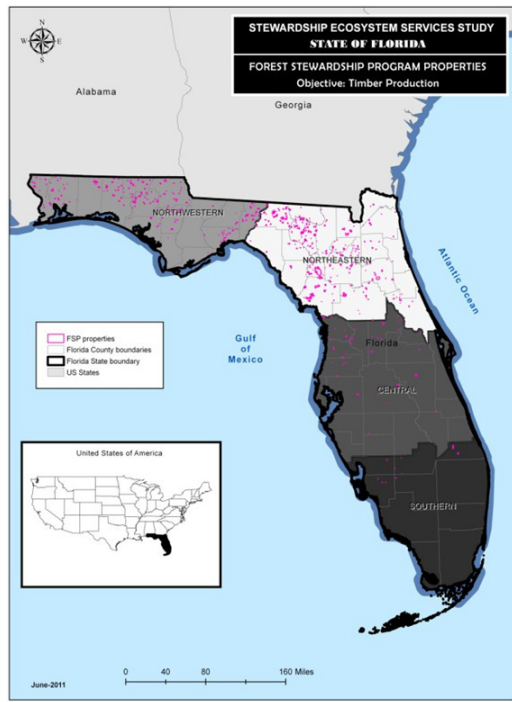 STEWARDSHIP ECOSYSTEM SERVICES STUDY
STATE OF FLORIDA
FOREST STEWARDSHIP PROGRAM PROPERTIES
Objective: Timber Production
N
W E
S
Alabama
Georgia
NORTHWESTERN
NORTHEASTERN
Atlantic Ocean
Gulf
of
Mexico
Florida
CENTRAL
SOUTHERN
FSP properties
Florida County boundaries
Florida State boundary
US States
United States of America
0 40 80 160 Miles
June-2011